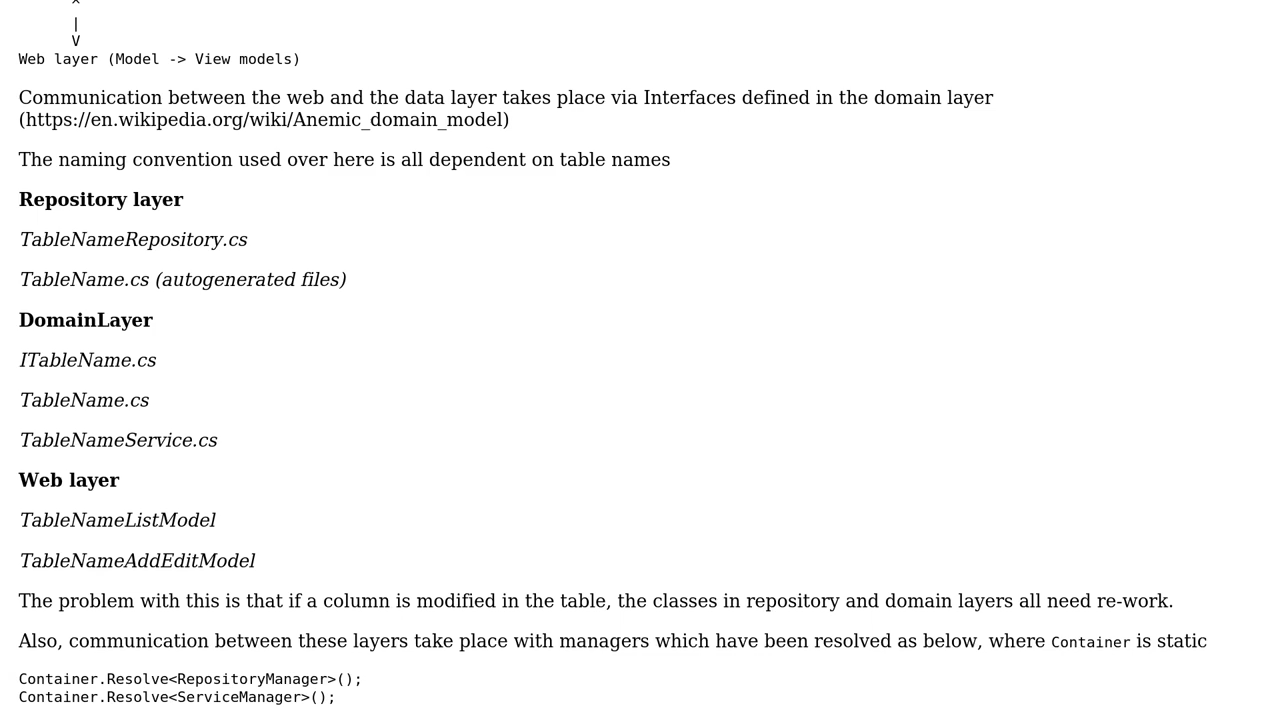 ^
|
V
Web layer (Model -> View models)
Communication between the web and the data layer takes place via Interfaces defined in the domain layer
(https://en.wikipedia.org/wiki/Anemic_domain_model)
The naming convention used over here is all dependent on table names
Repository layer
TableNameRepository.cs
TableName.cs (autogenerated files)
DomainLayer
ITableName.cs
TableName.cs
TableNameService.cs
Web layer
TableNameListModel
TableNameAddEditModel
The problem with this is that if a column is modified in the table, the classes in repository and domain layers all need re-work.
Also, communication between these layers take place with managers which have been resolved as below, where Container is static
Container.Resolve<RepositoryManager>();
Container.Resolve<ServiceManager>();